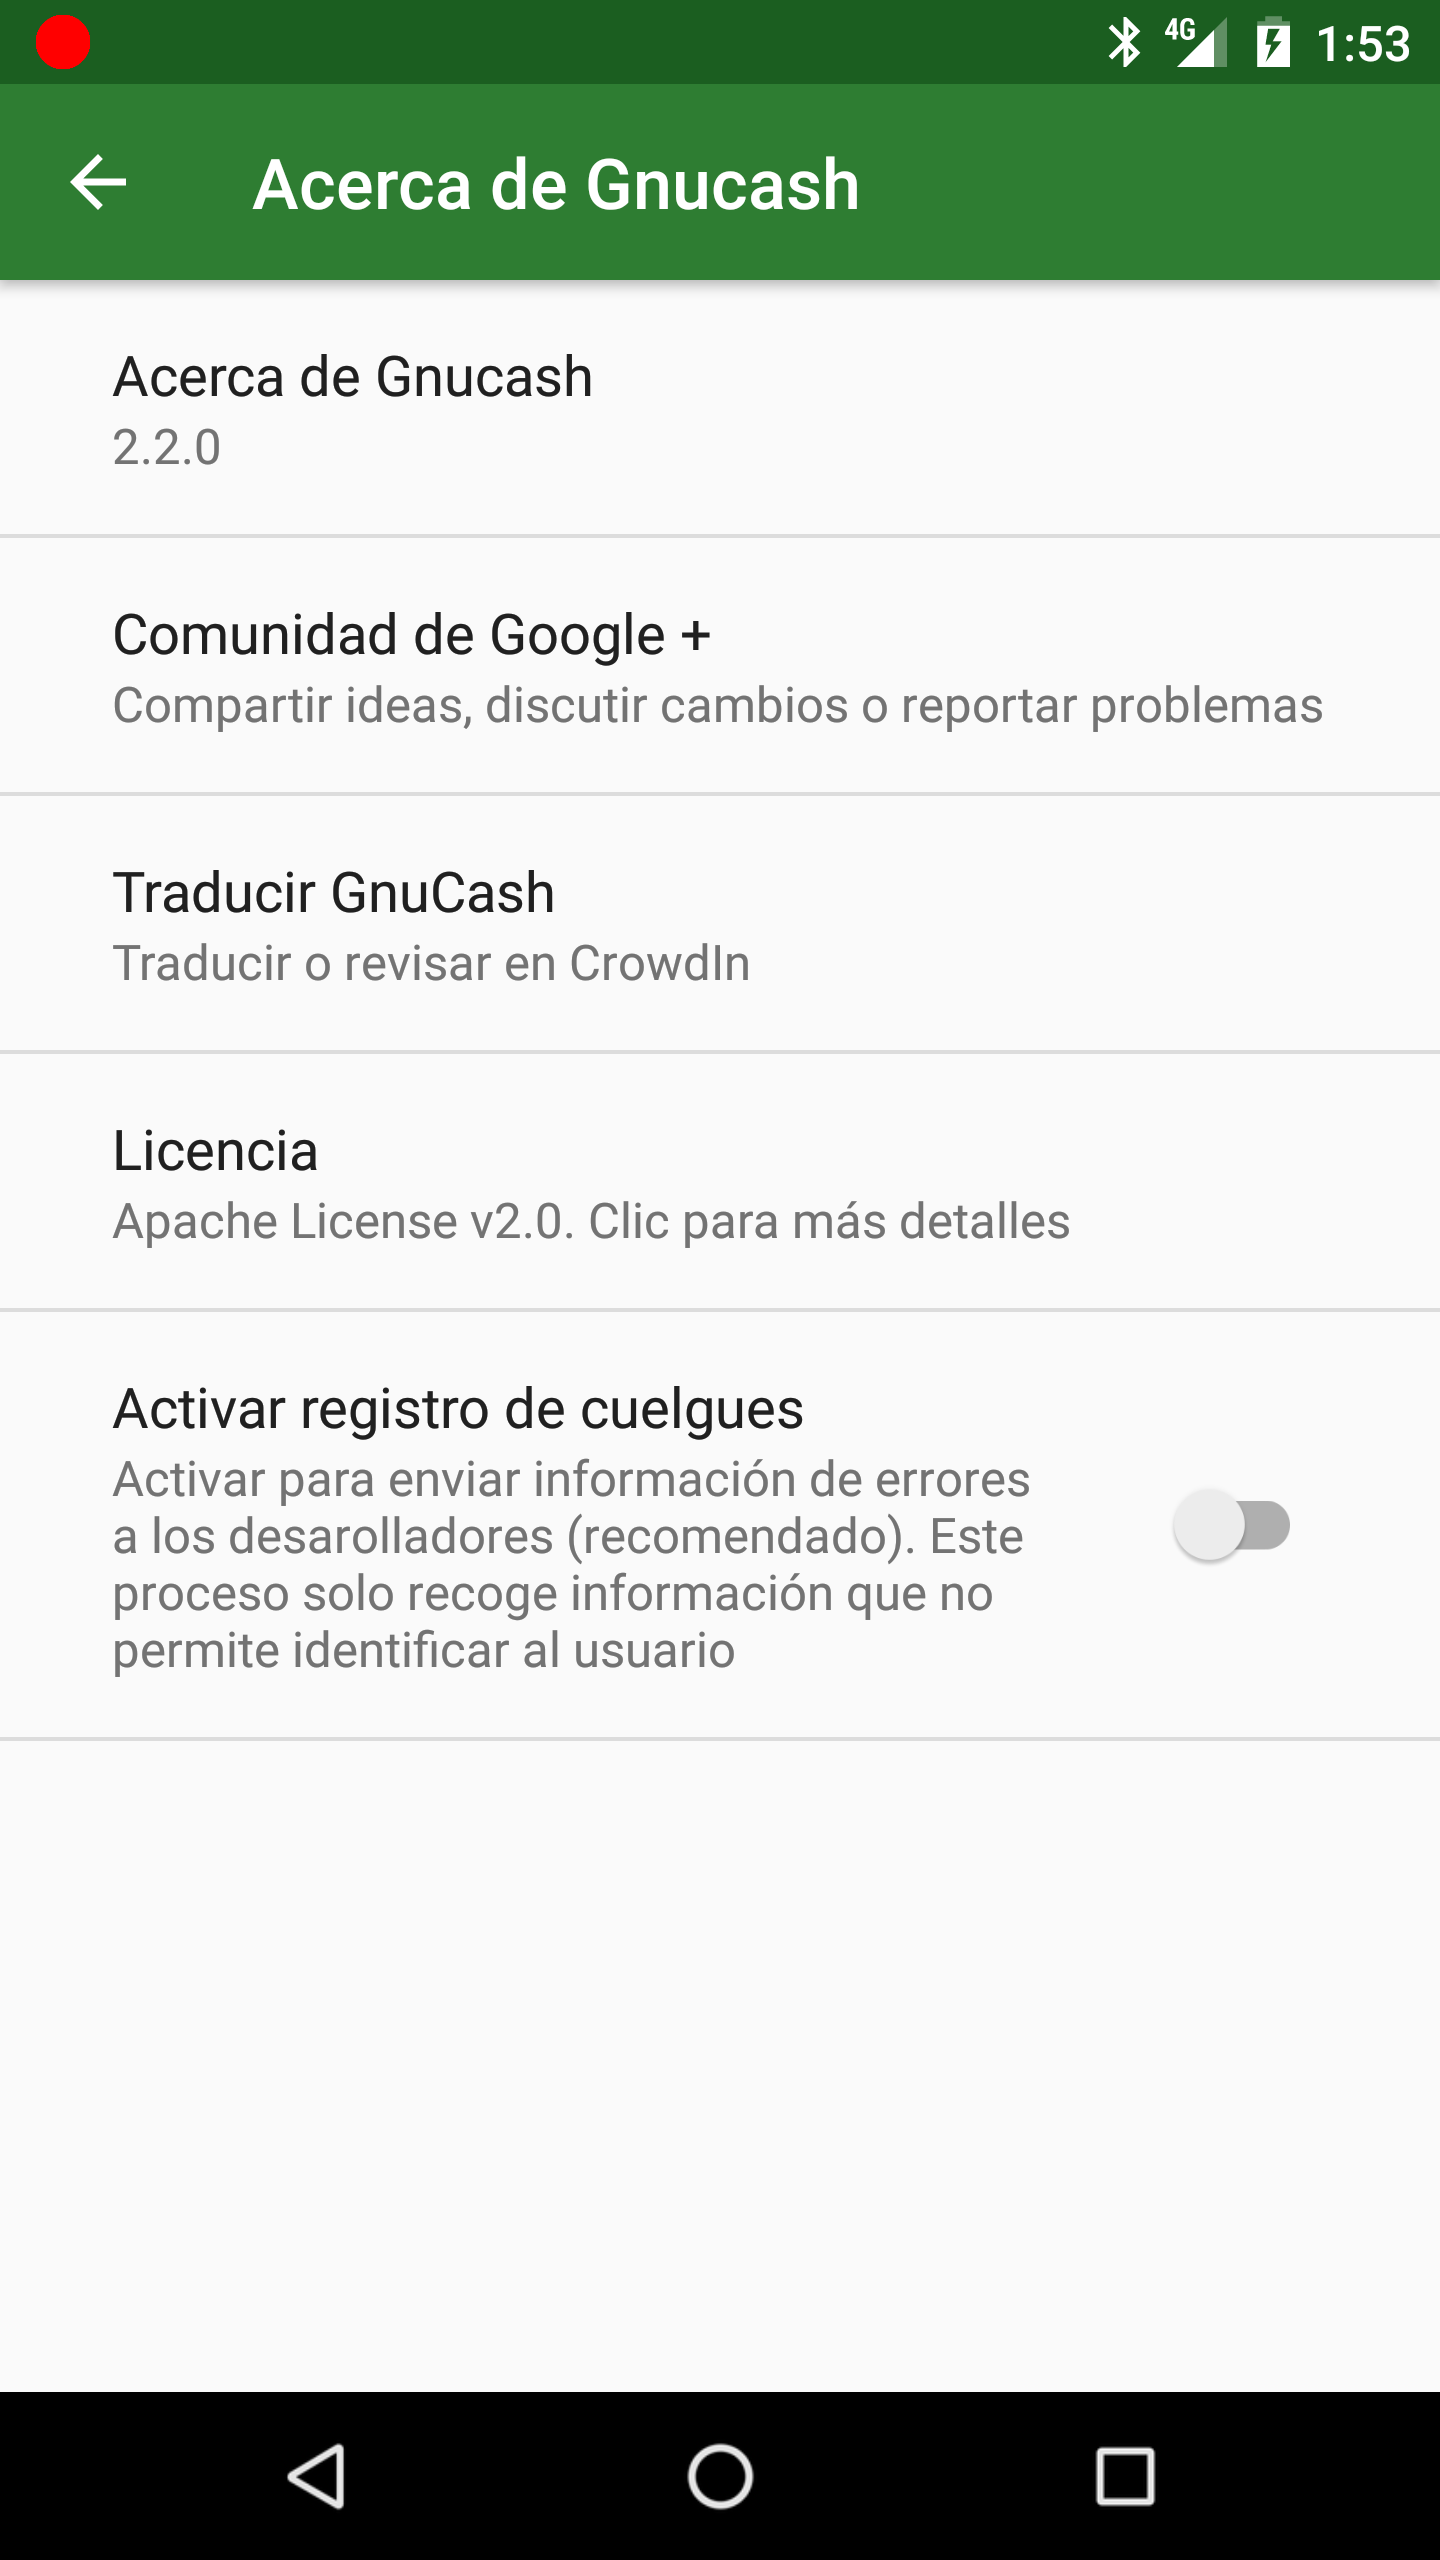 4G 1:53
Acerca de Gnucash
Acerca de Gnucash
2.2.0
Comunidad de Google +
Compartir ideas, discutir cambios o reportar problemas
Traducir GnuCash
Traducir o revisar en CrowdIn
Licencia
Apache License v2.0. Clic para más detalles
Activar registro de cuelgues
Activar para enviar información de errores
a los desarolladores (recomendado). Este
proceso solo recoge información que no
permite identificar al usuario